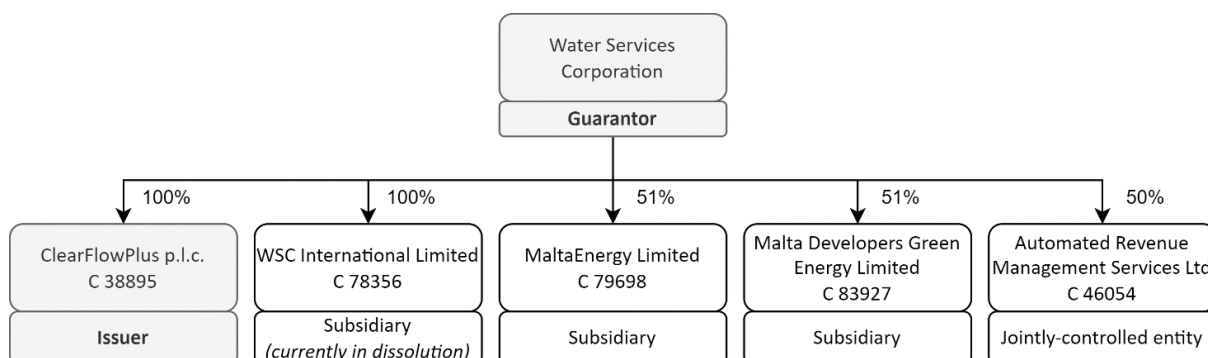 Water Services
Corporation
Guarantor
100%
100%
51%
51%
50%
ClearFlowPlus p.l.c.
C 38895
Issuer
WSC International Limited
C 78356
Subsidiary
(currently in dissolution)
MaltaEnergy Limited
C 79698
Subsidiary
Malta Developers Green
Energy Limited
C 83927
Subsidiary
Automated Revenue
Management Services Ltd
C 46054
Jointly-controlled entity